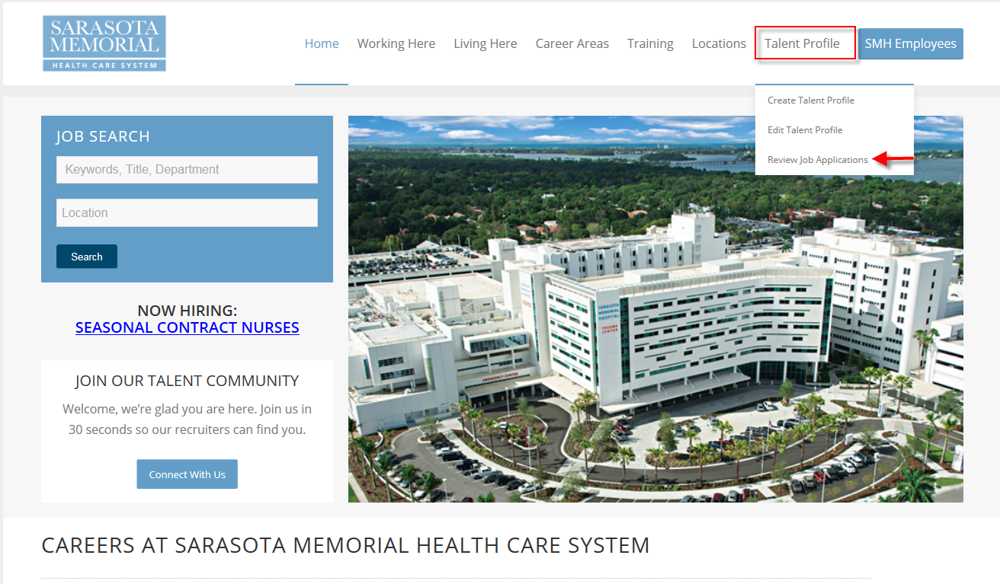 SARASOTA
MEMORIAL
HEALTH CARE SYSTEM
Home Working Here Living Here Career Areas Training Locations Talent Profile SMH Employees
Create Talent Profile
Edit Talent Profile
Review Job Applications
JOB SEARCH
Keywords, Title, Department
Location
Search
NOW HIRING:
SEASONAL CONTRACT NURSES
JOIN OUR TALENT COMMUNITY
Welcome, we're glad you are here. Join us in
30 seconds so our recruiters can find you.
Connect With Us
SARASOTA
MEMORIAL
HOSPITAL
TRAUMA
CENTER
EMERGENCY CENTER
CAREERS AT SARASOTA MEMORIAL HEALTH CARE SYSTEM